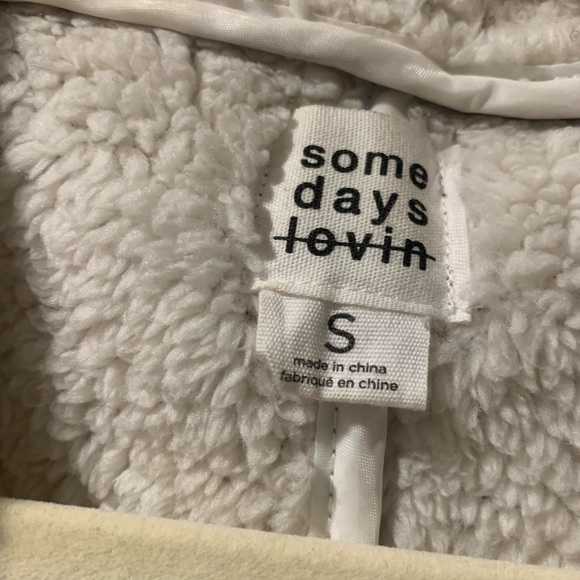 some
days
lovin
S
made in china
fabriqué en chine